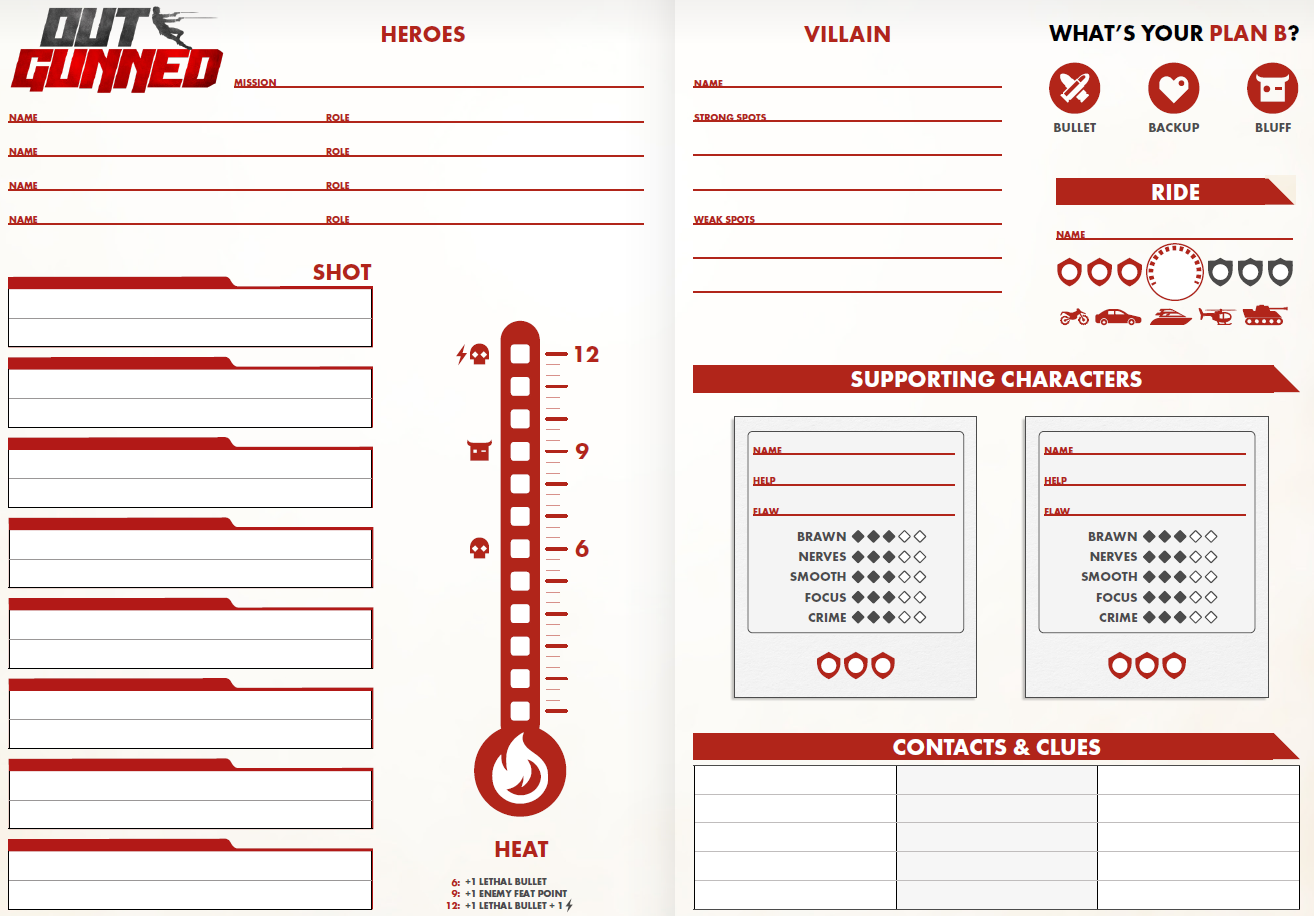 OUT
GUNNED
HEROES
MISSION
NAME ROLE
NAME ROLE
NAME ROLE
NAME ROLE
SHOT
12
9
6
HEAT
6: +1 LETHAL BULLET
9: +1 ENEMY FEAT POINT
12: +1 LETHAL BULLET + 1
VILLAIN
NAME
STRONG SPOTS
WEAK SPOTS
WHAT'S YOUR PLAN B?
BULLET BACKUP BLUFF
RIDE
NAME
SUPPORTING CHARACTERS
NAME
HELP
FLAW
BRAWN
NERVES
SMOOTH
FOCUS
CRIME
NAME
HELP
FLAW
BRAWN
NERVES
SMOOTH
FOCUS
CRIME
CONTACTS & CLUES